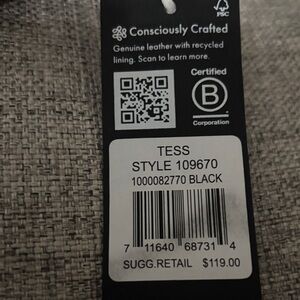 FSC
Consciously Crafted
Genuine leather with recycled
lining. Scan to learn more.
Certified
B
Corporation
TESS
STYLE 109670
1000082770 BLACK
7 11640 68731 4
SUGG.RETAIL $119.00